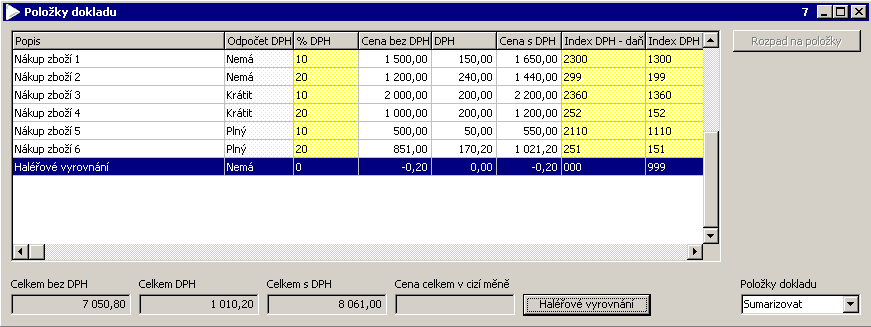 Položky dokladu 7
Popis Odpočet DPH % DPH Cena bez DPH DPH Cena s DPH Index DPH - daň Index DPH
Nákup zboží 1 Nemá 10 1 500,00 150,00 1 650,00 2300 1300
Nákup zboží 2 Nemá 20 1 200,00 240,00 1 440,00 299 199
Nákup zboží 3 Krátit 10 2 000,00 200,00 2 200,00 2360 1360
Nákup zboží 4 Krátit 20 1 000,00 200,00 1 200,00 252 152
Nákup zboží 5 Plný 10 500,00 50,00 550,00 2110 1110
Nákup zboží 6 Plný 20 851,00 170,20 1 021,20 251 151
Haléřové vyrovnání Nemá 0 -0,20 0,00 -0,20 000 999
Rozpad na položky
Celkem bez DPH Celkem DPH Celkem s DPH Cena celkem v cizí měně Položky dokladu
7 050,80 1 010,20 8 061,00 Haléřové vyrovnání Sumarizovat